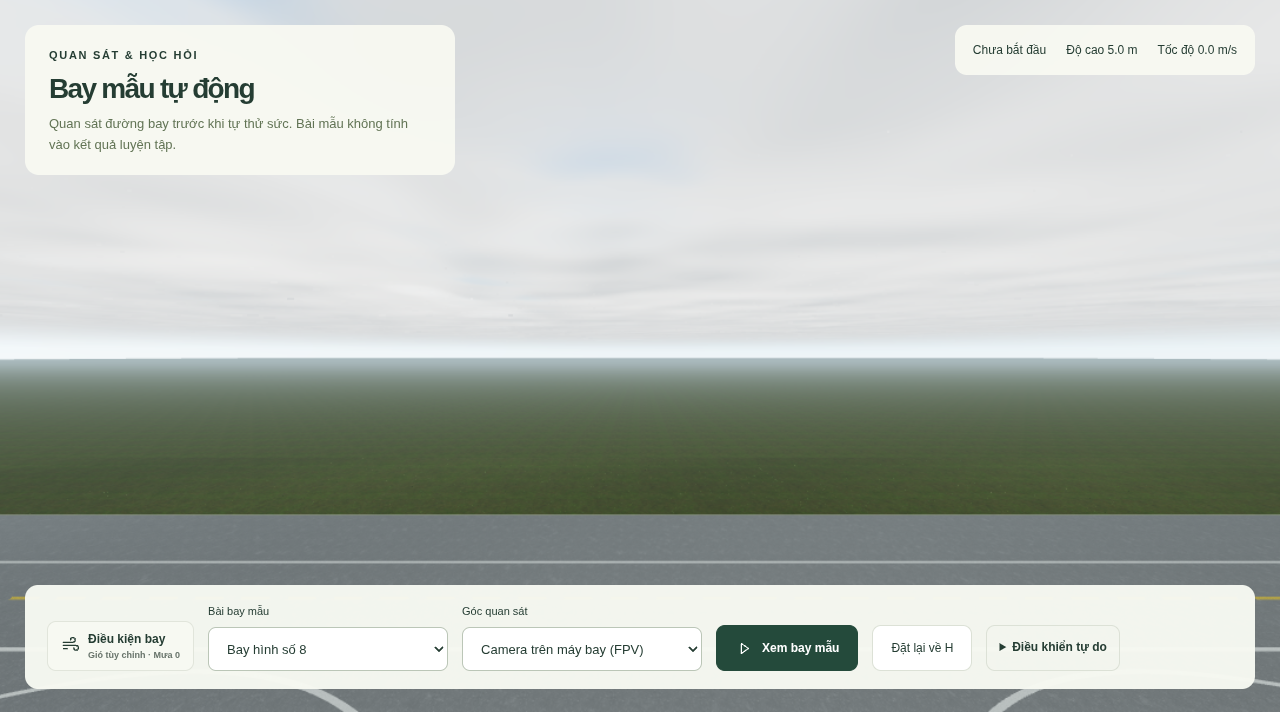 QUAN SÁT & HỌC HỎI
Bay mẫu tự động
Quan sát đường bay trước khi tự thử sức. Bài mẫu không tính
vào kết quả luyện tập.
Chưa bắt đầu Độ cao 5.0 m Tốc độ 0.0 m/s
Điều kiện bay
Gió tùy chỉnh · Mưa 0
Bài bay mẫu
Bay hình số 8
Góc quan sát
Camera trên máy bay (FPV)
Xem bay mẫu
Đặt lại về H
Điều khiển tự do